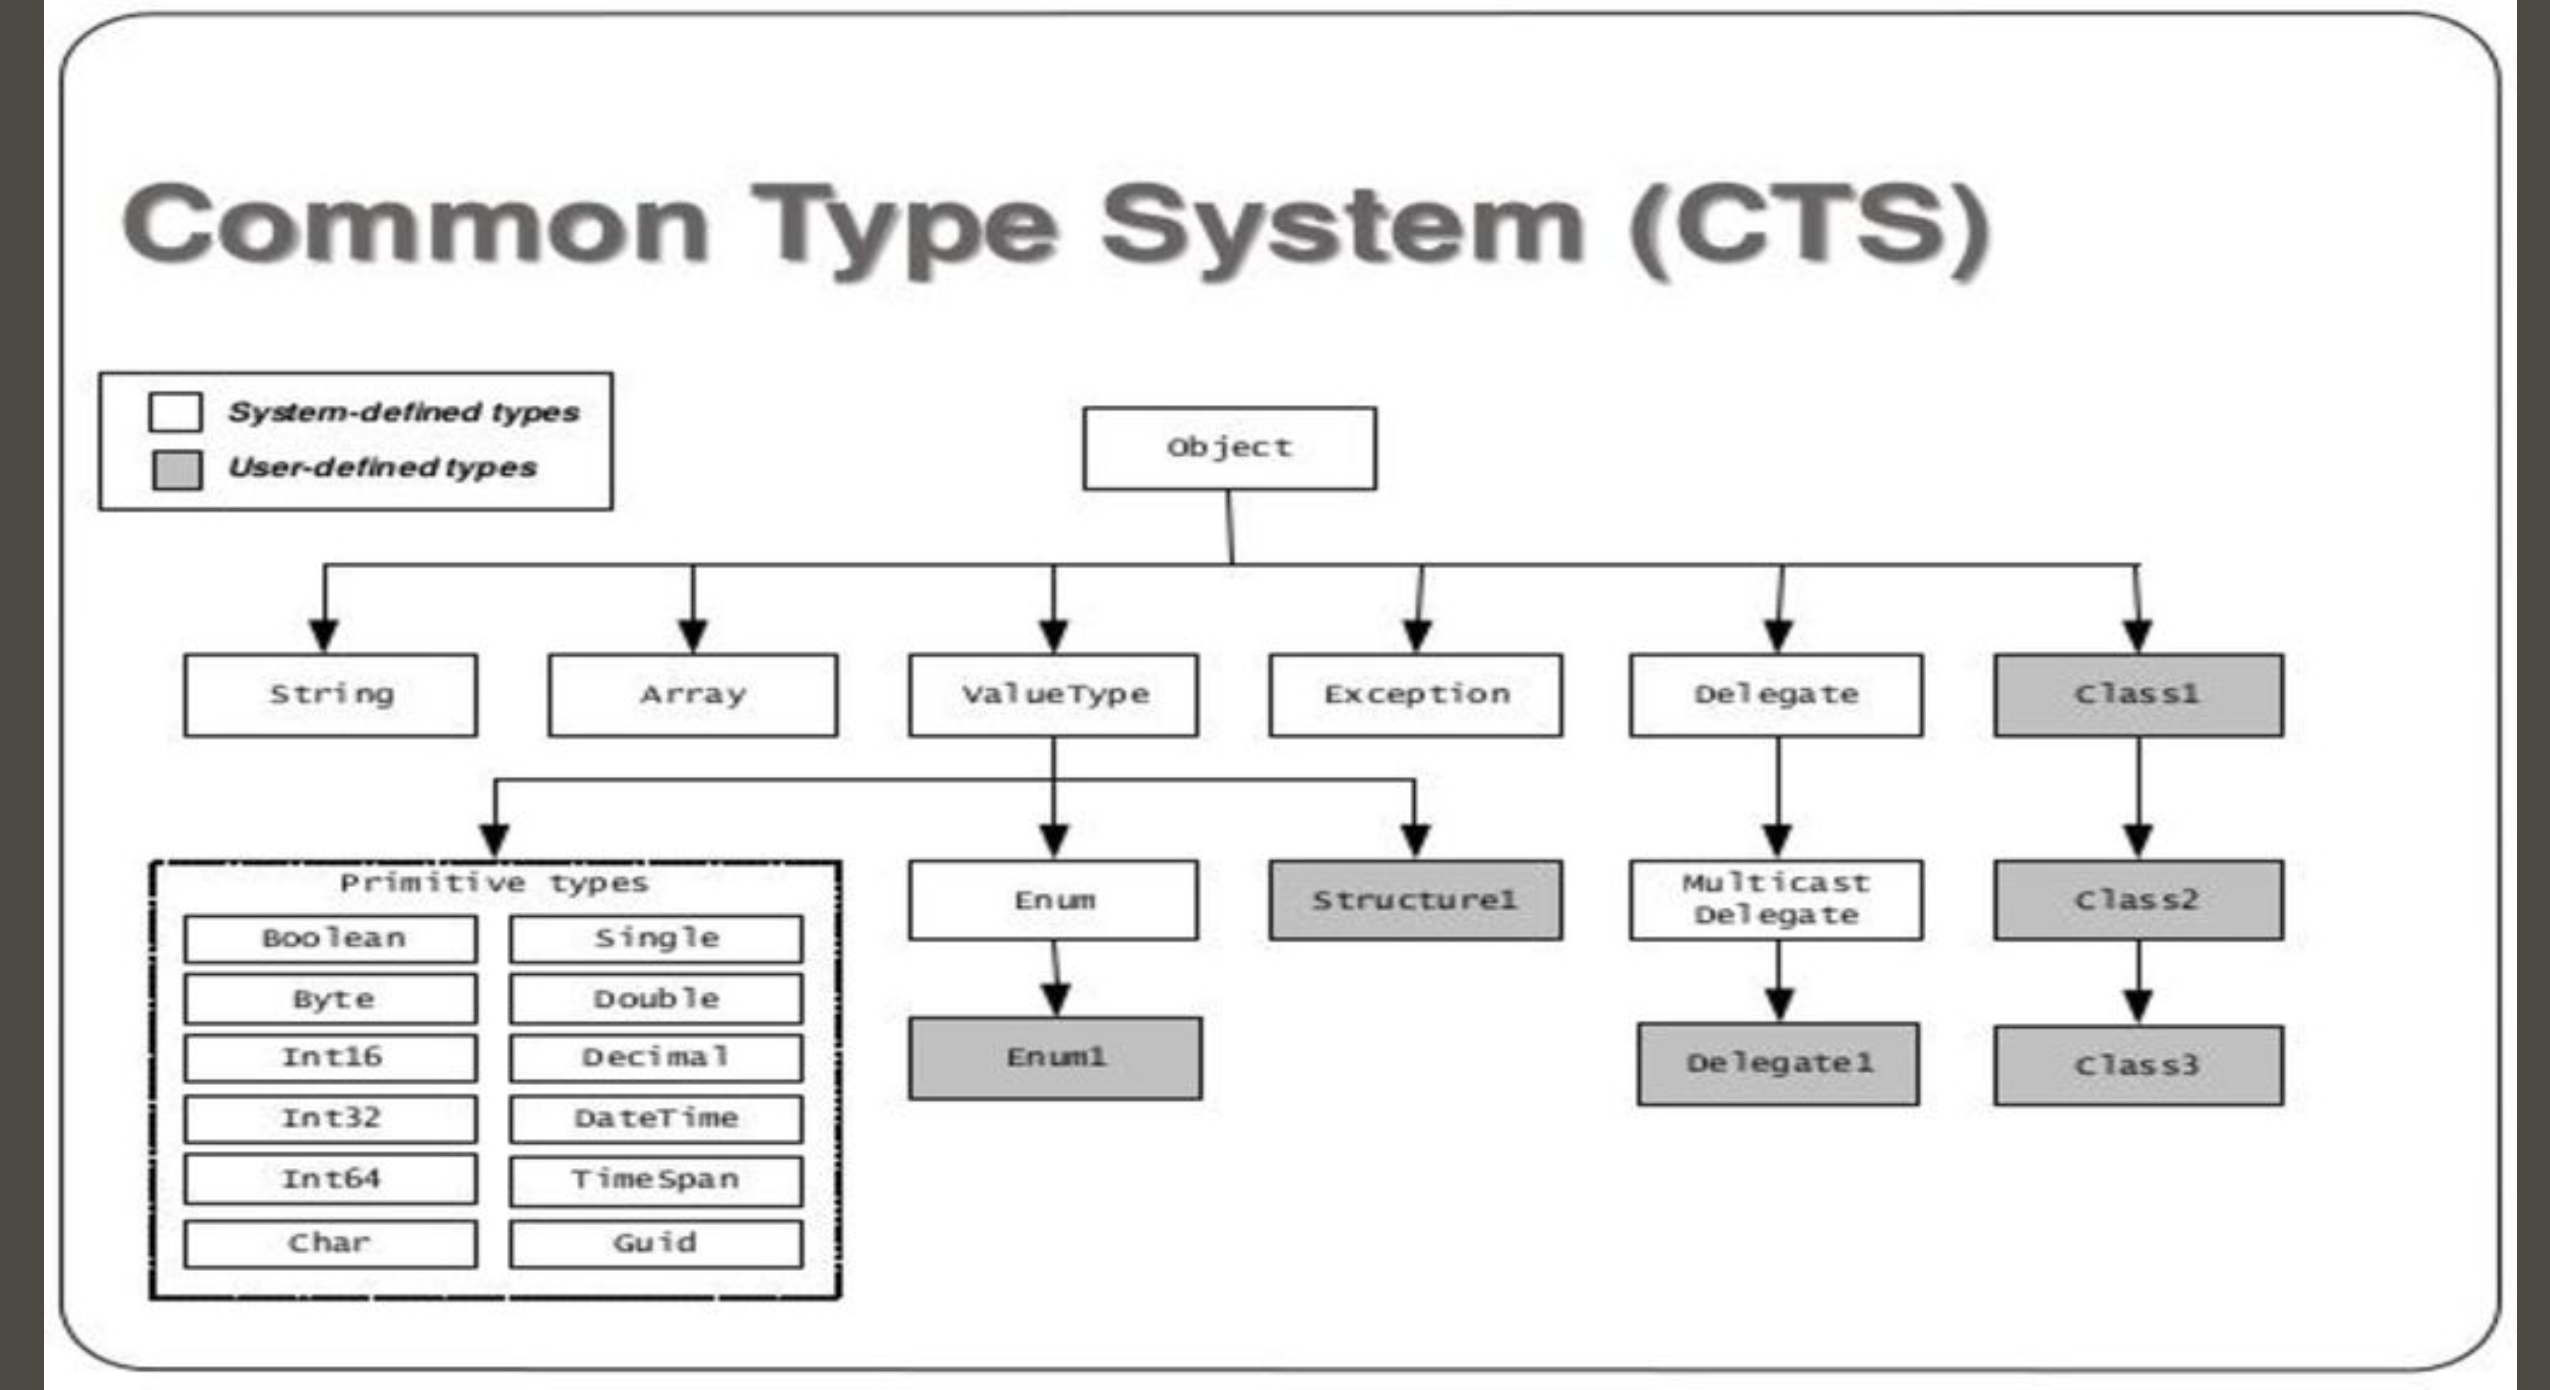 Common Type System (CTS)
System-defined types
User-defined types
Object
String
Array
ValueType
Exception
Delegate
Class1
Primitive types
Boolean
Single
Byte
Double
Int16
Decimal
Int32
DateTime
Int64
TimeSpan
Char
Guid
Enum
Structure1
Multicast
Delegate
Class2
Enum1
Delegate1
Class3